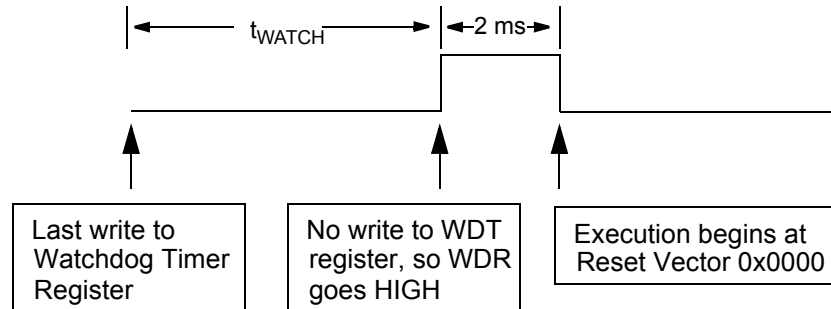 tWATCH
2 ms
Last write to
Watchdog Timer
Register
No write to WDT
register, so WDR
goes HIGH
Execution begins at
Reset Vector 0x0000